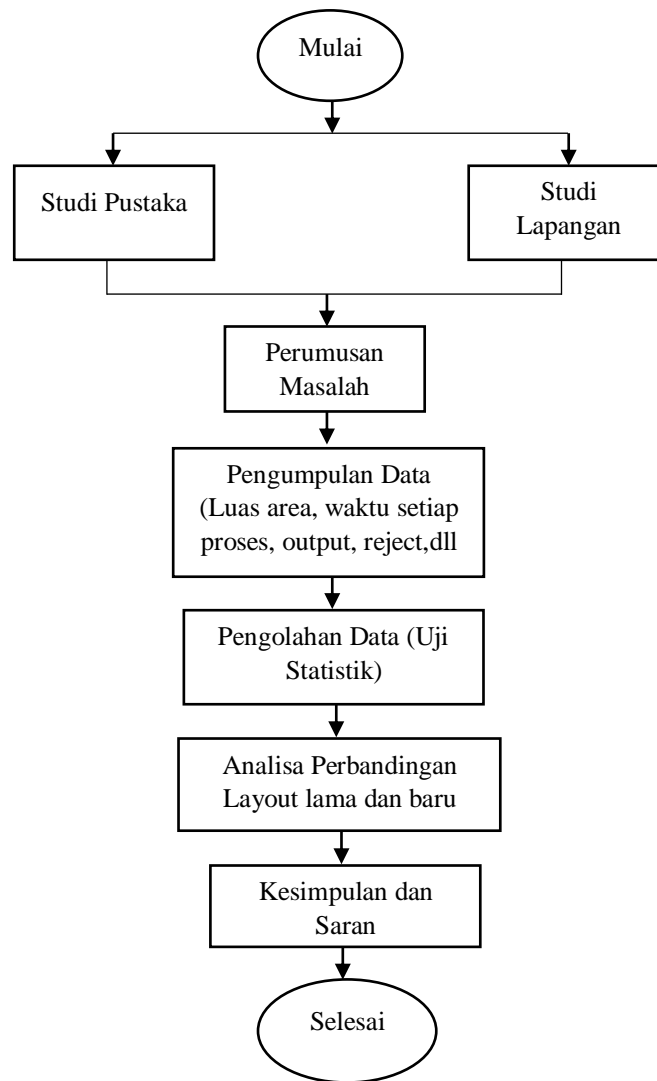 Mulai
Studi Pustaka
Studi
Lapangan
Perumusan
Masalah
Pengumpulan Data
(Luas area, waktu setiap
proses, output, reject,dll
Pengolahan Data (Uji
Statistik)
Analisa Perbandingan
Layout lama dan baru
Kesimpulan dan
Saran
Selesai